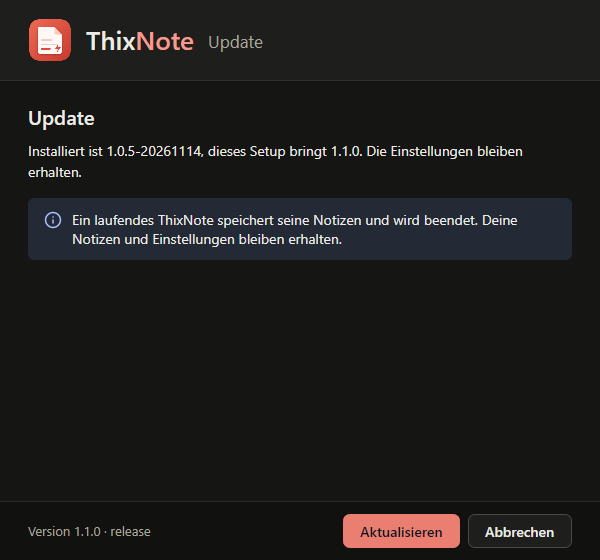 ThixNote Update
Update
Installiert ist 1.0.5-20261114, dieses Setup bringt 1.1.0. Die Einstellungen bleiben
erhalten.
Ein laufendes ThixNote speichert seine Notizen und wird beendet. Deine
Notizen und Einstellungen bleiben erhalten.
Version 1.1.0 · release
Aktualisieren
Abbrechen